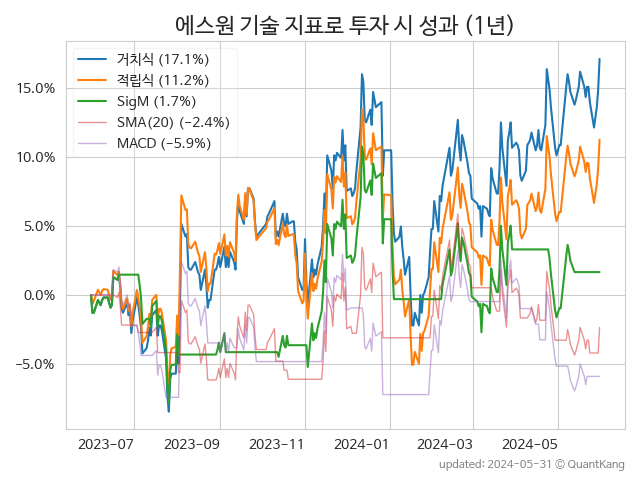 에스원 기술 지표로 투자 시 성과 (1년)
거치식 (17.1%)
적립식 (11.2%)
SigM (1.7%)
SMA(20) (−2.4%)
MACD (−5.9%)
15.0%
10.0%
5.0%
0.0%
−5.0%
2023-07 2023-09 2023-11 2024-01 2024-03 2024-05
updated: 2024-05-31 © QuantKang